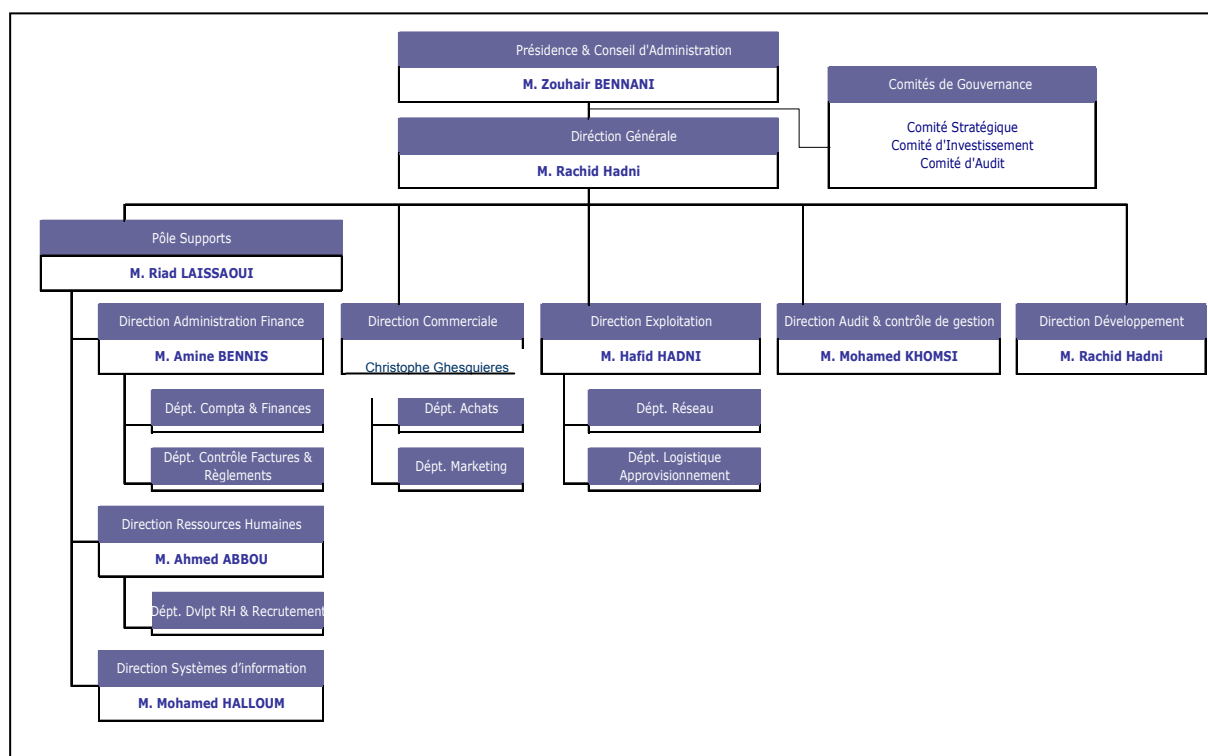 Présidence & Conseil d'Administration
M. Zouhair BENNANI
Comités de Gouvernance
Comité Stratégique
Comité d'Investissement
Comité d'Audit
Diréction Générale
M. Rachid Hadni
Pôle Supports
M. Riad LAISSAOUI
Direction Administration Finance
M. Amine BENNIS
Dépt. Compta & Finances
Dépt. Contrôle Factures &
Règlements
Direction Ressources Humaines
M. Ahmed ABBOU
Dépt. Dvlpt RH & Recrutement
Direction Systèmes d’information
M. Mohamed HALLOUM
Direction Commerciale
Christophe Ghesquieres
Dépt. Achats
Dépt. Marketing
Direction Exploitation
M. Hafid HADNI
Dépt. Réseau
Dépt. Logistique
Approvisionnement
Direction Audit & contrôle de gestion
M. Mohamed KHOMSI
Direction Développement
M. Rachid Hadni